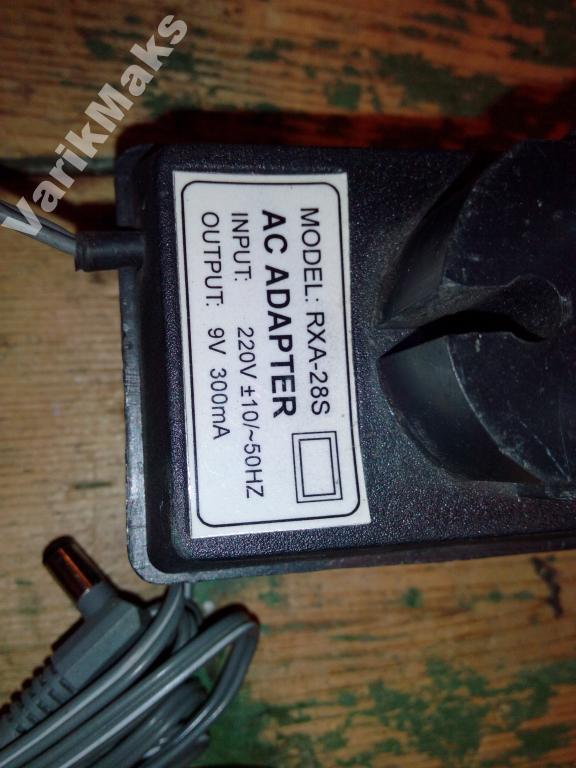 VarikMaks
MODEL: RXA-28S
AC ADAPTER
INPUT: 220V ±10/~50HZ
OUTPUT: 9V 300mA